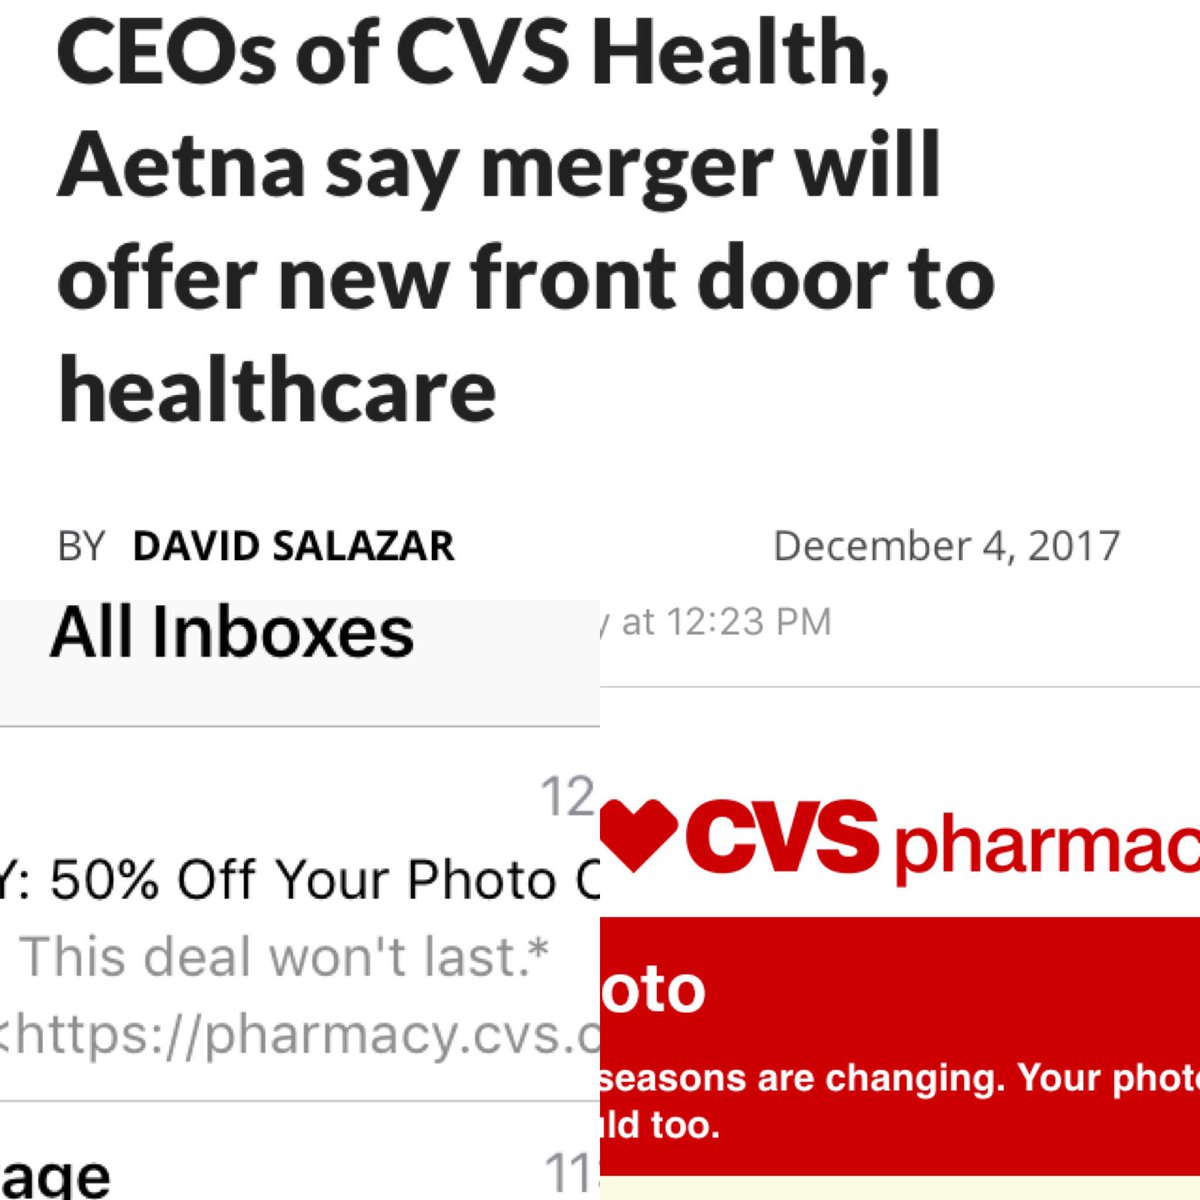 CEOs of CVS Health,
Aetna say merger will
offer new front door to
healthcare
BY DAVID SALAZAR December 4, 2017
All Inboxes
12
Y: 50% Off Your Photo
This deal won't last.*
<https://pharmacy.cvs.c
age
11
y at 12:23 PM
CVS pharmac
oto
seasons are changing. Your phot
ld too.